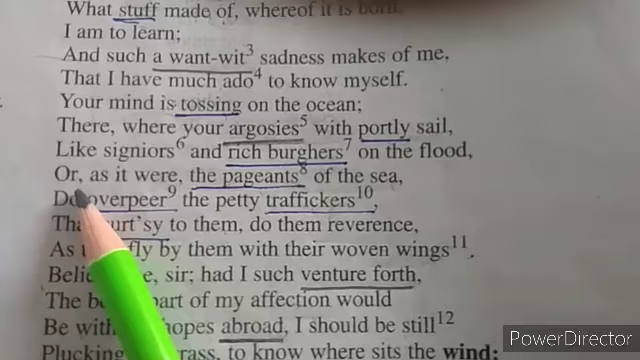 What stuff made of, whereof it is born,
I am to learn;
And such a want-wit³ sadness makes of me,
That I have much ado⁴ to know myself.
Your mind is tossing on the ocean;
There, where your argosies⁵ with portly sail,
Like signiors⁶ and rich burghers⁷ on the flood,
Or, as it were, the pageants⁸ of the sea,
Do overpeer⁹ the petty traffickers¹⁰,
curt'sy to them, do them reverence,
As fly by them with their woven wings¹¹.
sir; had I such venture forth,
The part of my affection would
Be hopes abroad, I should be still¹²
Plucking to know where sits the wind:
PowerDirector